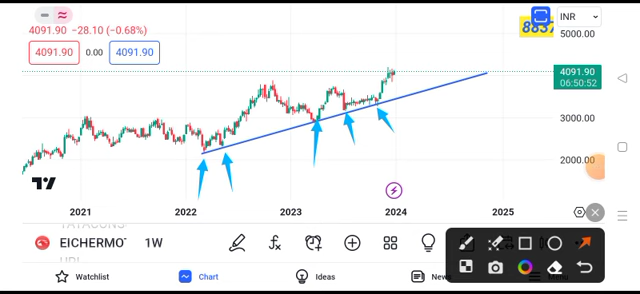 INR
4091.90 −28.10 (−0.68%)
8837
5000.00
4091.90 0.00 4091.90
4091.90
06:50:52
3000.00
2000.00
2021 2022 2023 2024 2025
EICHERMOT 1W
Watchlist Chart Ideas News